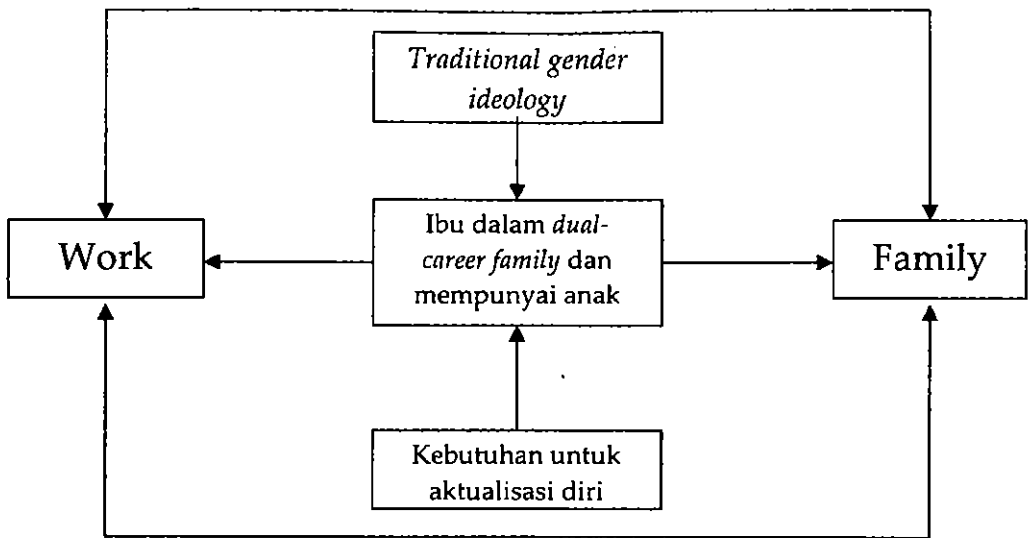 Traditional gender
ideology
Work
Ibu dalam dual-
career family dan
mempunyai anak
Family
Kebutuhan untuk
aktualisasi diri